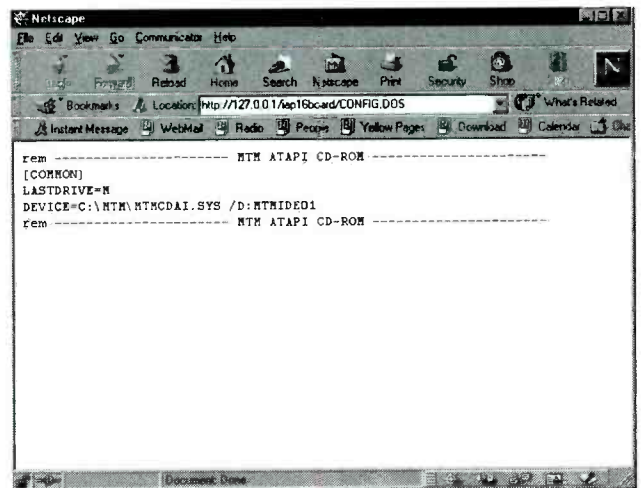 Netscape
File Edit View Go Communicator Help
Forward Reload Home Search Netscape Print Security Shop
Bookmarks Location: http://127.0.0.1/iap16board/CONFIG.DOS What's Related
Instant Message WebMail Radio People Yellow Pages Download Calendar
rem -------------------------- MTM ATAPI CD-ROM --------------------------
[COMMON]
LASTDRIVE=M
DEVICE=C:\MTM\MTMCDAI.SYS /D:MTMIDE01
rem -------------------------- MTM ATAPI CD-ROM --------------------------
Document: Done